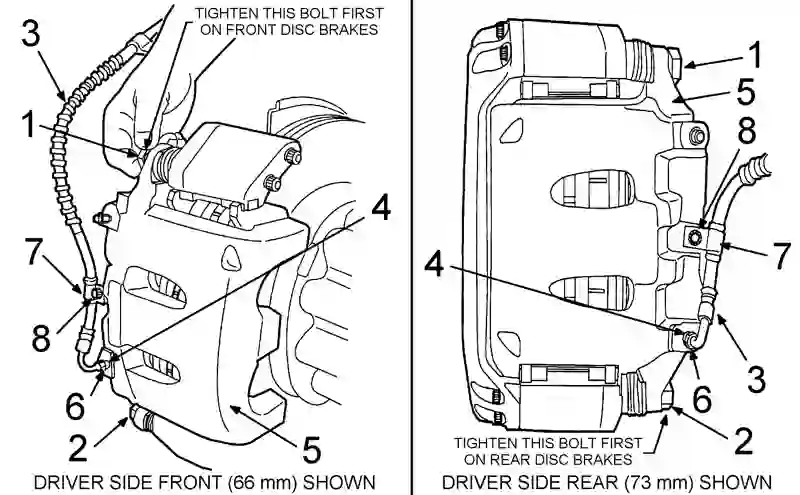 TIGHTEN THIS BOLT FIRST
ON FRONT DISC BRAKES
3
1
4
7
8
6
2
5
DRIVER SIDE FRONT (66 mm) SHOWN
1
5
8
4
7
3
6
2
TIGHTEN THIS BOLT FIRST
ON REAR DISC BRAKES
DRIVER SIDE REAR (73 mm) SHOWN